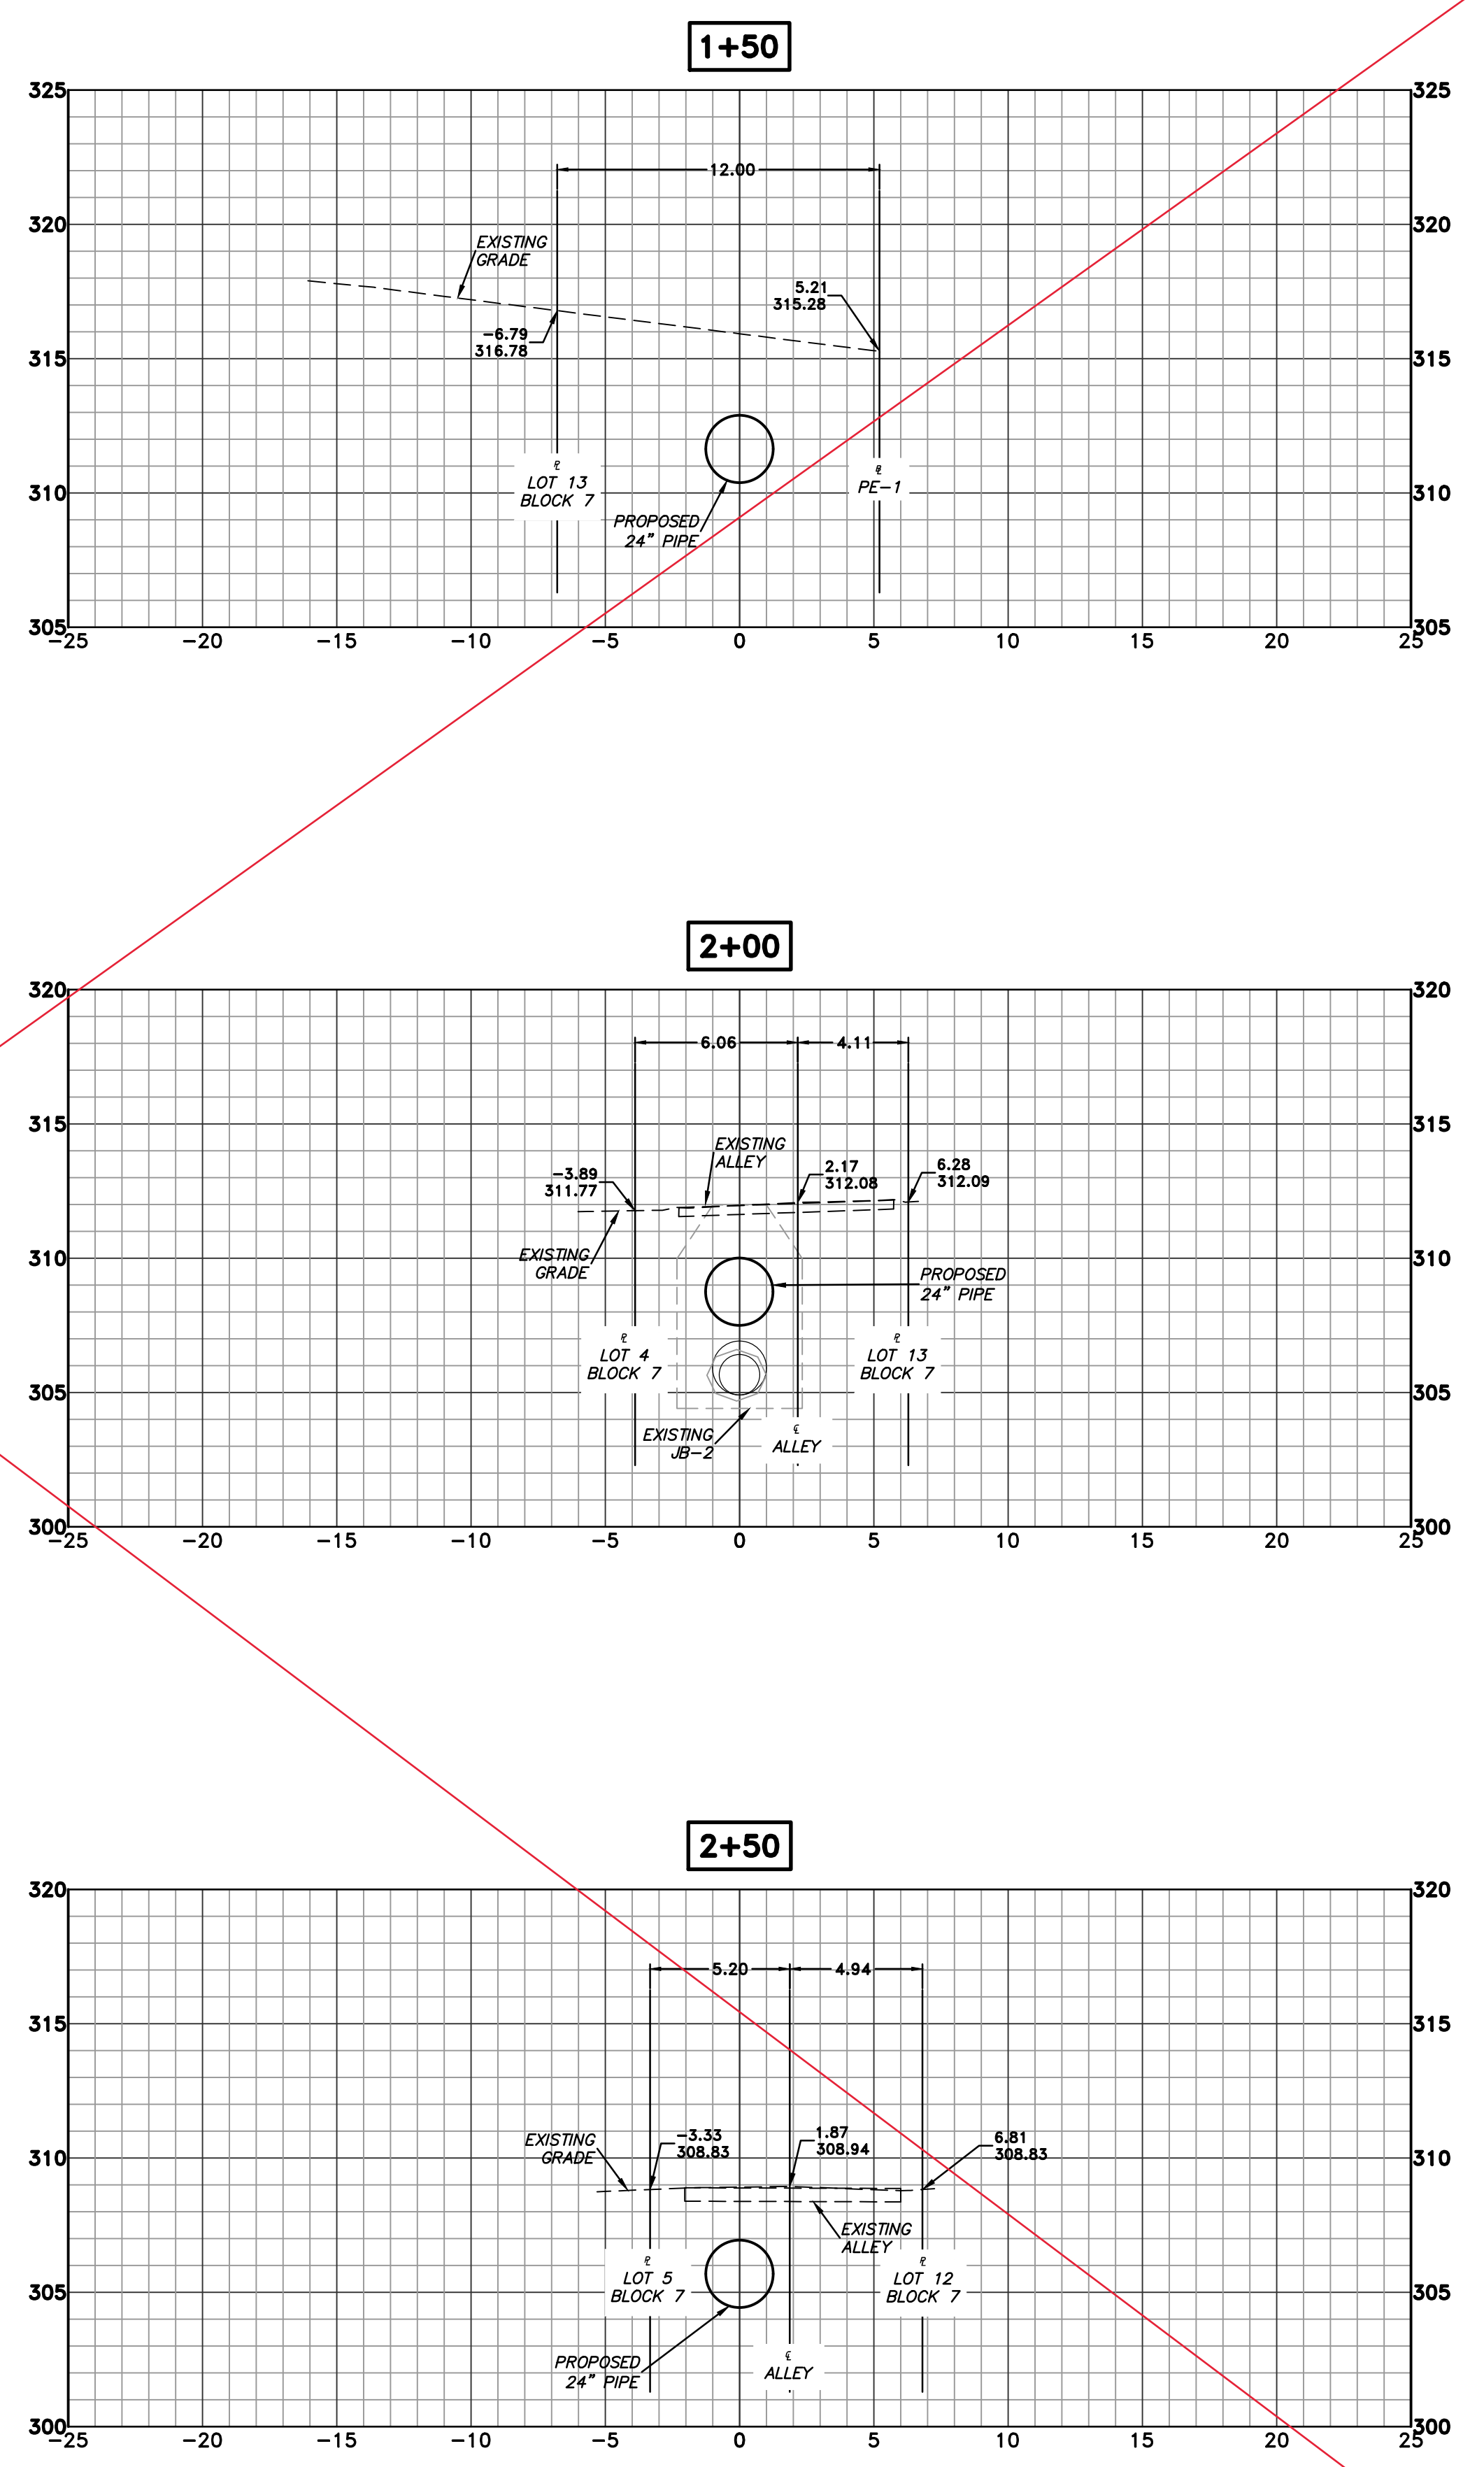 1+50
325 325
12.00
320 320
EXISTING
GRADE
5.21
315.28
-6.79
316.78
315 315
℄
PE-1
LOT 13
BLOCK 7
310 310
PROPOSED
24" PIPE
305 305
-25 -20 -15 -10 -5 0 5 10 15 20 25
2+00
320 320
6.06 4.11
315 315
EXISTING
ALLEY
-3.89
311.77
2.17
312.08
6.28
312.09
310 310
EXISTING
GRADE
PROPOSED
24" PIPE
LOT 4
BLOCK 7
LOT 13
BLOCK 7
305 305
EXISTING
JB-2
℄
ALLEY
300 300
-25 -20 -15 -10 -5 0 5 10 15 20 25
2+50
320 320
5.20 4.94
315 315
EXISTING
GRADE
-3.33
308.83
1.87
308.94
6.81
308.83
310 310
EXISTING
ALLEY
LOT 5
BLOCK 7
LOT 12
BLOCK 7
305 305
PROPOSED
24" PIPE
℄
ALLEY
300 300
-25 -20 -15 -10 -5 0 5 10 15 20 25